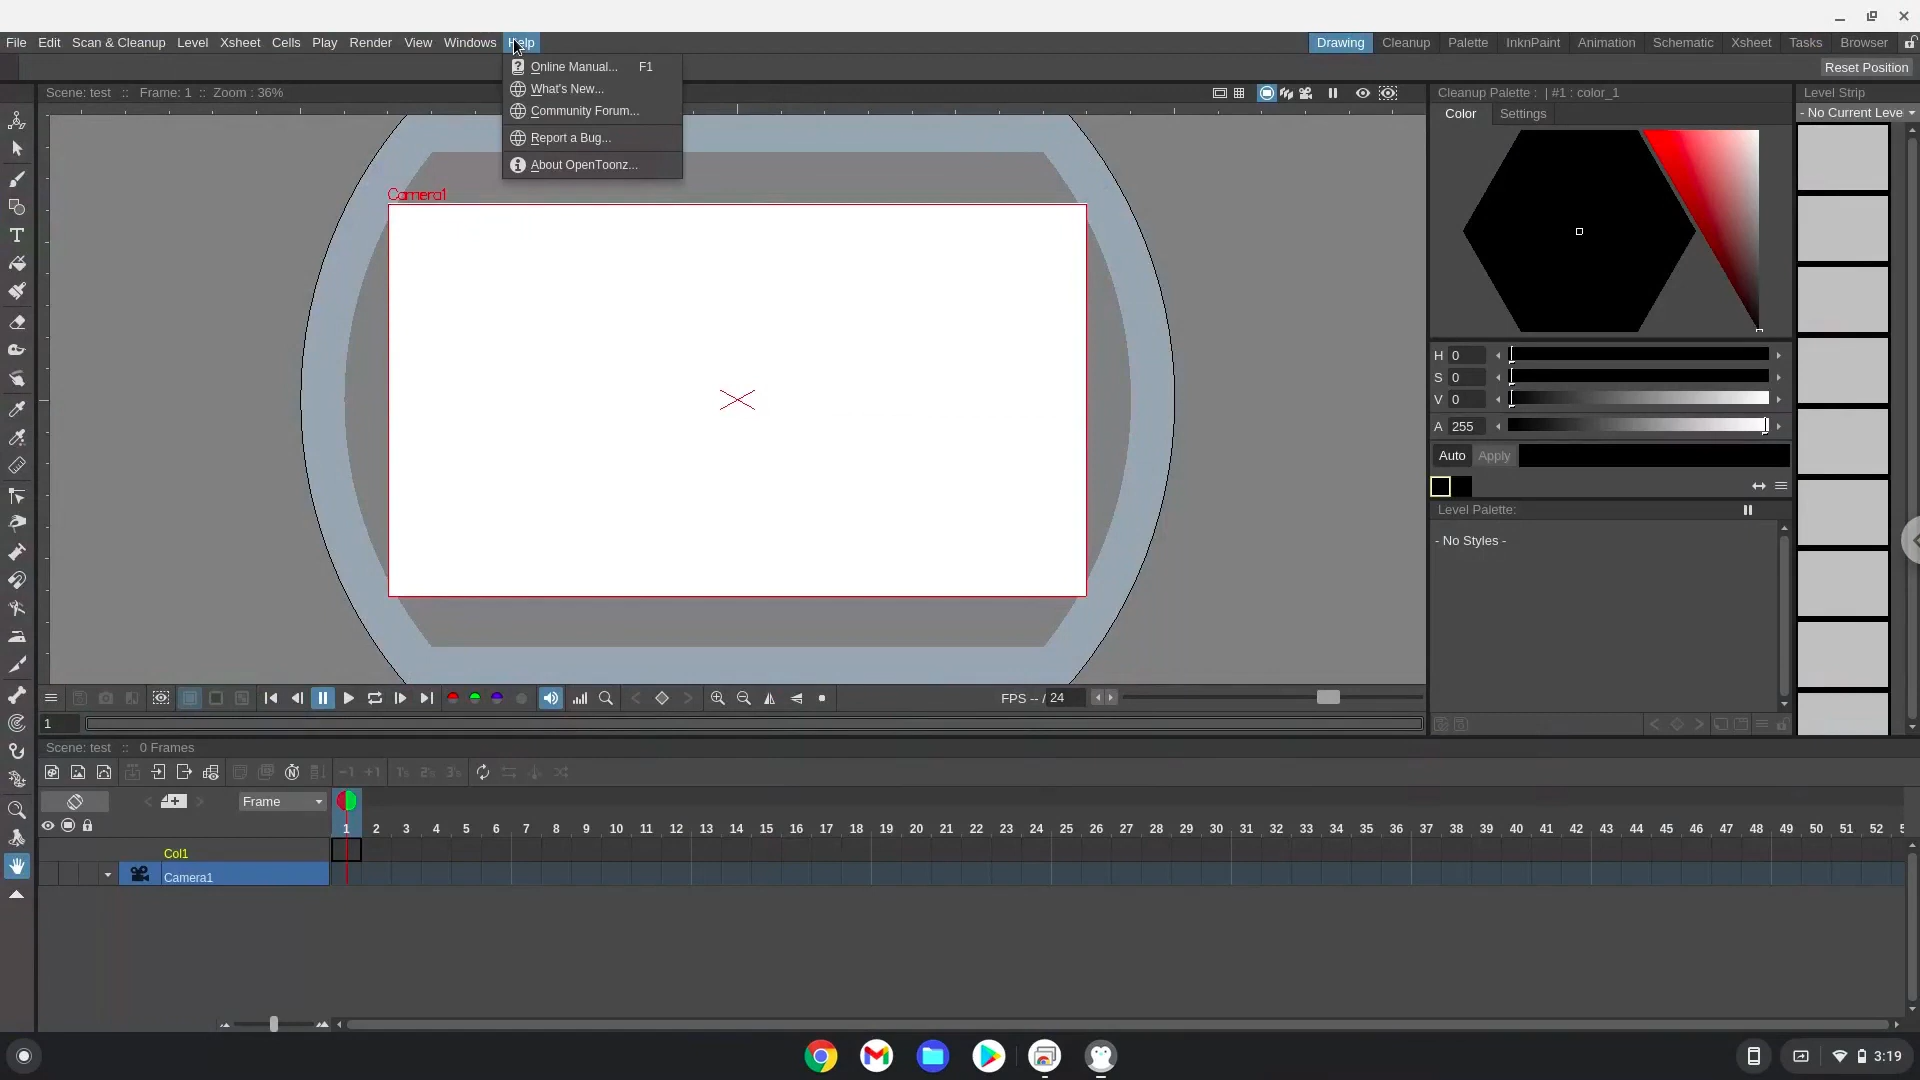 File Edit Scan & Cleanup Level Xsheet Cells Play Render View Windows Help Drawing Cleanup Palette InknPaint Animation Schematic Xsheet Tasks Browser
Reset Position
Online Manual... F1
What's New...
Community Forum...
Report a Bug...
About OpenToonz...
Scene: test :: Frame: 1 :: Zoom : 36%
Cleanup Palette : | #1 : color_1
Level Strip
Color Settings
- No Current Leve
Camera1
H 0
S 0
V 0
A 255
Auto Apply
Level Palette:
- No Styles -
FPS -- / 24
1
Scene: test :: 0 Frames
-1 +1 1's 2's 3's
Frame
1 2 3 4 5 6 7 8 9 10 11 12 13 14 15 16 17 18 19 20 21 22 23 24 25 26 27 28 29 30 31 32 33 34 35 36 37 38 39 40 41 42 43 44 45 46 47 48 49 50 51 52
Col1
Camera1
3:19